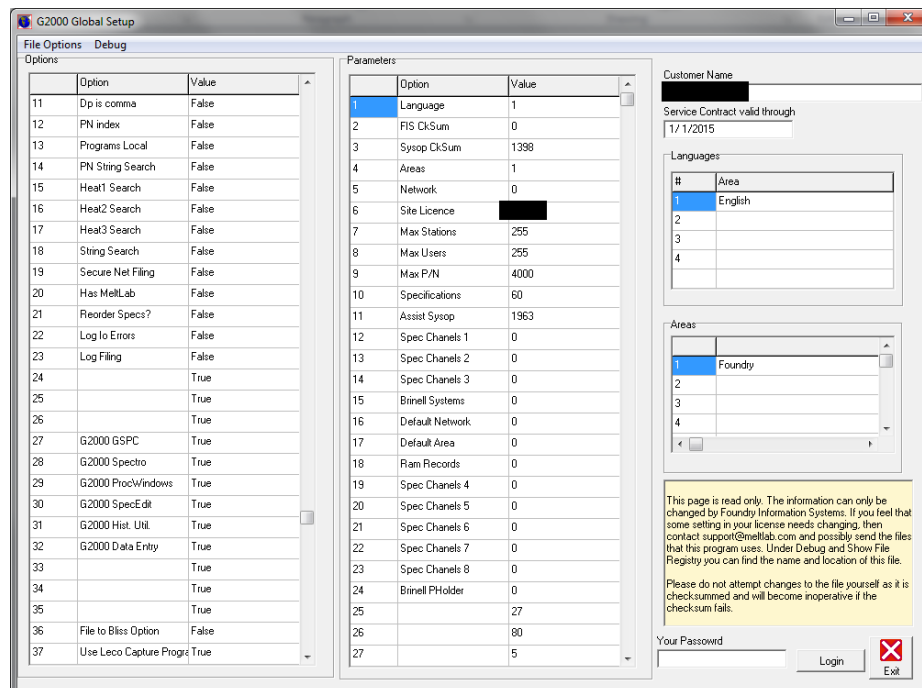 G2000 Global Setup
File Options Debug
Options
Option Value
11 Dp is comma False
12 PN index False
13 Programs Local False
14 PN String Search False
15 Heat1 Search False
16 Heat2 Search False
17 Heat3 Search False
18 String Search False
19 Secure Net Filing False
20 Has MeltLab False
21 Reorder Specs? False
22 Log Io Errors False
23 Log Filing False
24 True
25 True
26 True
27 G2000 GSPC True
28 G2000 Spectro True
29 G2000 ProcWindows True
30 G2000 SpecEdit True
31 G2000 Hist. Util. True
32 G2000 Data Entry True
33 True
34 True
35 True
36 File to Bliss Option False
37 Use Leco Capture Progra True
Parameters
Option Value
1 Language 1
2 FIS CkSum 0
3 Sysop CkSum 1398
4 Areas 1
5 Network 0
6 Site Licence
7 Max Stations 255
8 Max Users 255
9 Max P/N 4000
10 Specifications 60
11 Assist Sysop 1963
12 Spec Chanels 1 0
13 Spec Chanels 2 0
14 Spec Chanels 3 0
15 Brinell Systems 0
16 Default Network 0
17 Default Area 0
18 Ram Records 0
19 Spec Chanels 4 0
20 Spec Chanels 5 0
21 Spec Chanels 6 0
22 Spec Chanels 7 0
23 Spec Chanels 8 0
24 Brinell PHolder 0
25 27
26 80
27 5
Customer Name
Service Contract valid through
1/ 1/2015
Languages
# Area
1 English
2
3
4
Areas
1 Foundry
2
3
4
This page is read only. The information can only be
changed by Foundry Information Systems. If you feel that
some setting in your license needs changing, then
contact support@meltlab.com and possibly send the files
that this program uses. Under Debug and Show File
Registry you can find the name and location of this file.
Please do not attempt changes to the file yourself as it is
checksummed and will become inoperative if the
checksum fails.
Your Passowrd
Login
Exit